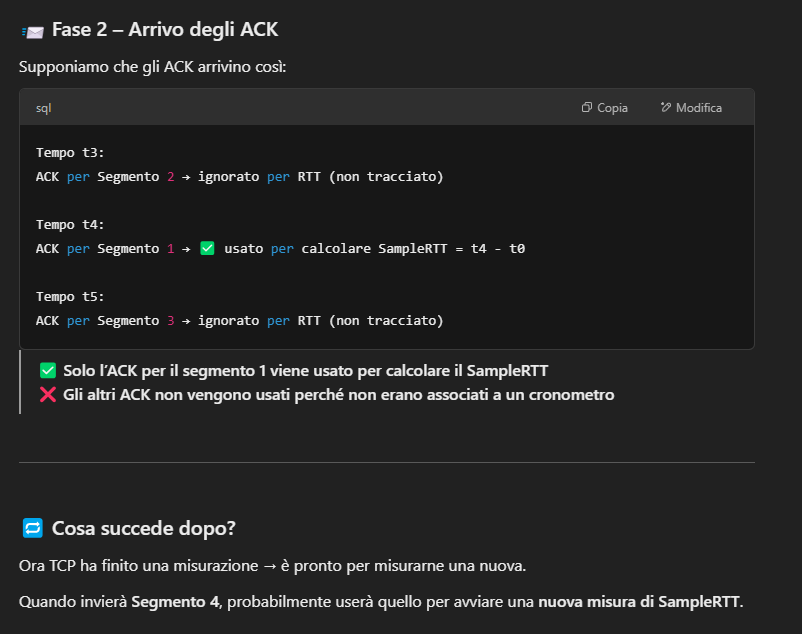 Fase 2 – Arrivo degli ACK
Supponiamo che gli ACK arrivino così:
sql
Copia
Modifica
Tempo t3:
ACK per Segmento 2 → ignorato per RTT (non tracciato)
Tempo t4:
ACK per Segmento 1 → ✅ usato per calcolare SampleRTT = t4 - t0
Tempo t5:
ACK per Segmento 3 → ignorato per RTT (non tracciato)
✅ Solo l’ACK per il segmento 1 viene usato per calcolare il SampleRTT
❌ Gli altri ACK non vengono usati perché non erano associati a un cronometro
Cosa succede dopo?
Ora TCP ha finito una misurazione → è pronto per misurarne una nuova.
Quando invierà Segmento 4, probabilmente userà quello per avviare una nuova misura di SampleRTT.